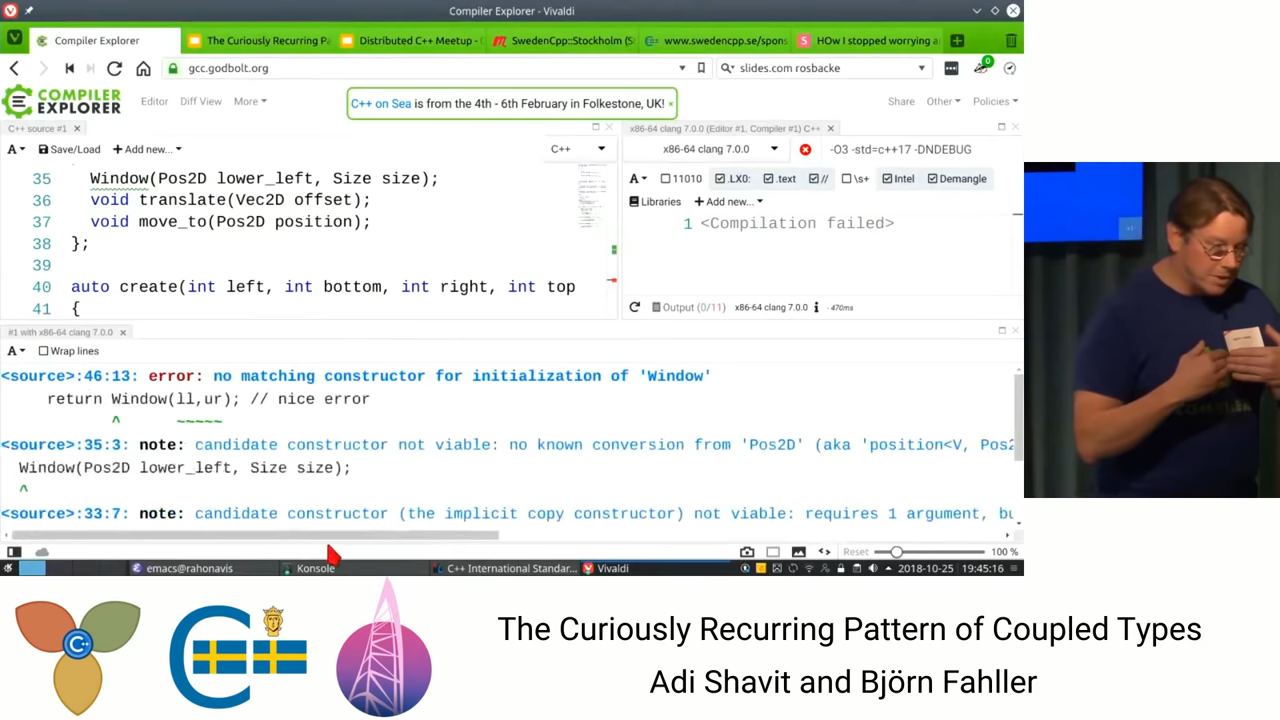 Compiler Explorer - Vivaldi
Compiler Explorer
The Curiously Recurring Pa
Distributed C++ Meetup - G
SwedenCpp::Stockholm (S
www.swedencpp.se/spons
HOw I stopped worrying a
gcc.godbolt.org
slides.com rosbacke
0
COMPILER
EXPLORER
Editor
Diff View
More
C++ on Sea is from the 4th - 6th February in Folkestone, UK! ×
Share
Other
Policies
C++ source #1 ×
A
Save/Load
+ Add new...
C++
35 Window(Pos2D lower_left, Size size);
36 void translate(Vec2D offset);
37 void move_to(Pos2D position);
38 };
39
40 auto create(int left, int bottom, int right, int top
41 {
x86-64 clang 7.0.0 (Editor #1, Compiler #1) C++ ×
x86-64 clang 7.0.0
-O3 -std=c++17 -DNDEBUG
A
11010
.LX0:
.text
//
\s+
Intel
Demangle
Libraries
+ Add new...
1 <Compilation failed>
Output (0/11) x86-64 clang 7.0.0 i - 470ms
#1 with x86-64 clang 7.0.0 ×
A
Wrap lines
<source>:46:13: error: no matching constructor for initialization of 'Window'
return Window(ll,ur); // nice error
^ ~~~~~
<source>:35:3: note: candidate constructor not viable: no known conversion from 'Pos2D' (aka 'position<V, Pos2
Window(Pos2D lower_left, Size size);
^
<source>:33:7: note: candidate constructor (the implicit copy constructor) not viable: requires 1 argument, bu
Reset
100 %
emacs@rahonavis
Konsole
C++ International Standar...
Vivaldi
2018-10-25
19:45:16
C++
The Curiously Recurring Pattern of Coupled Types
Adi Shavit and Björn Fahller